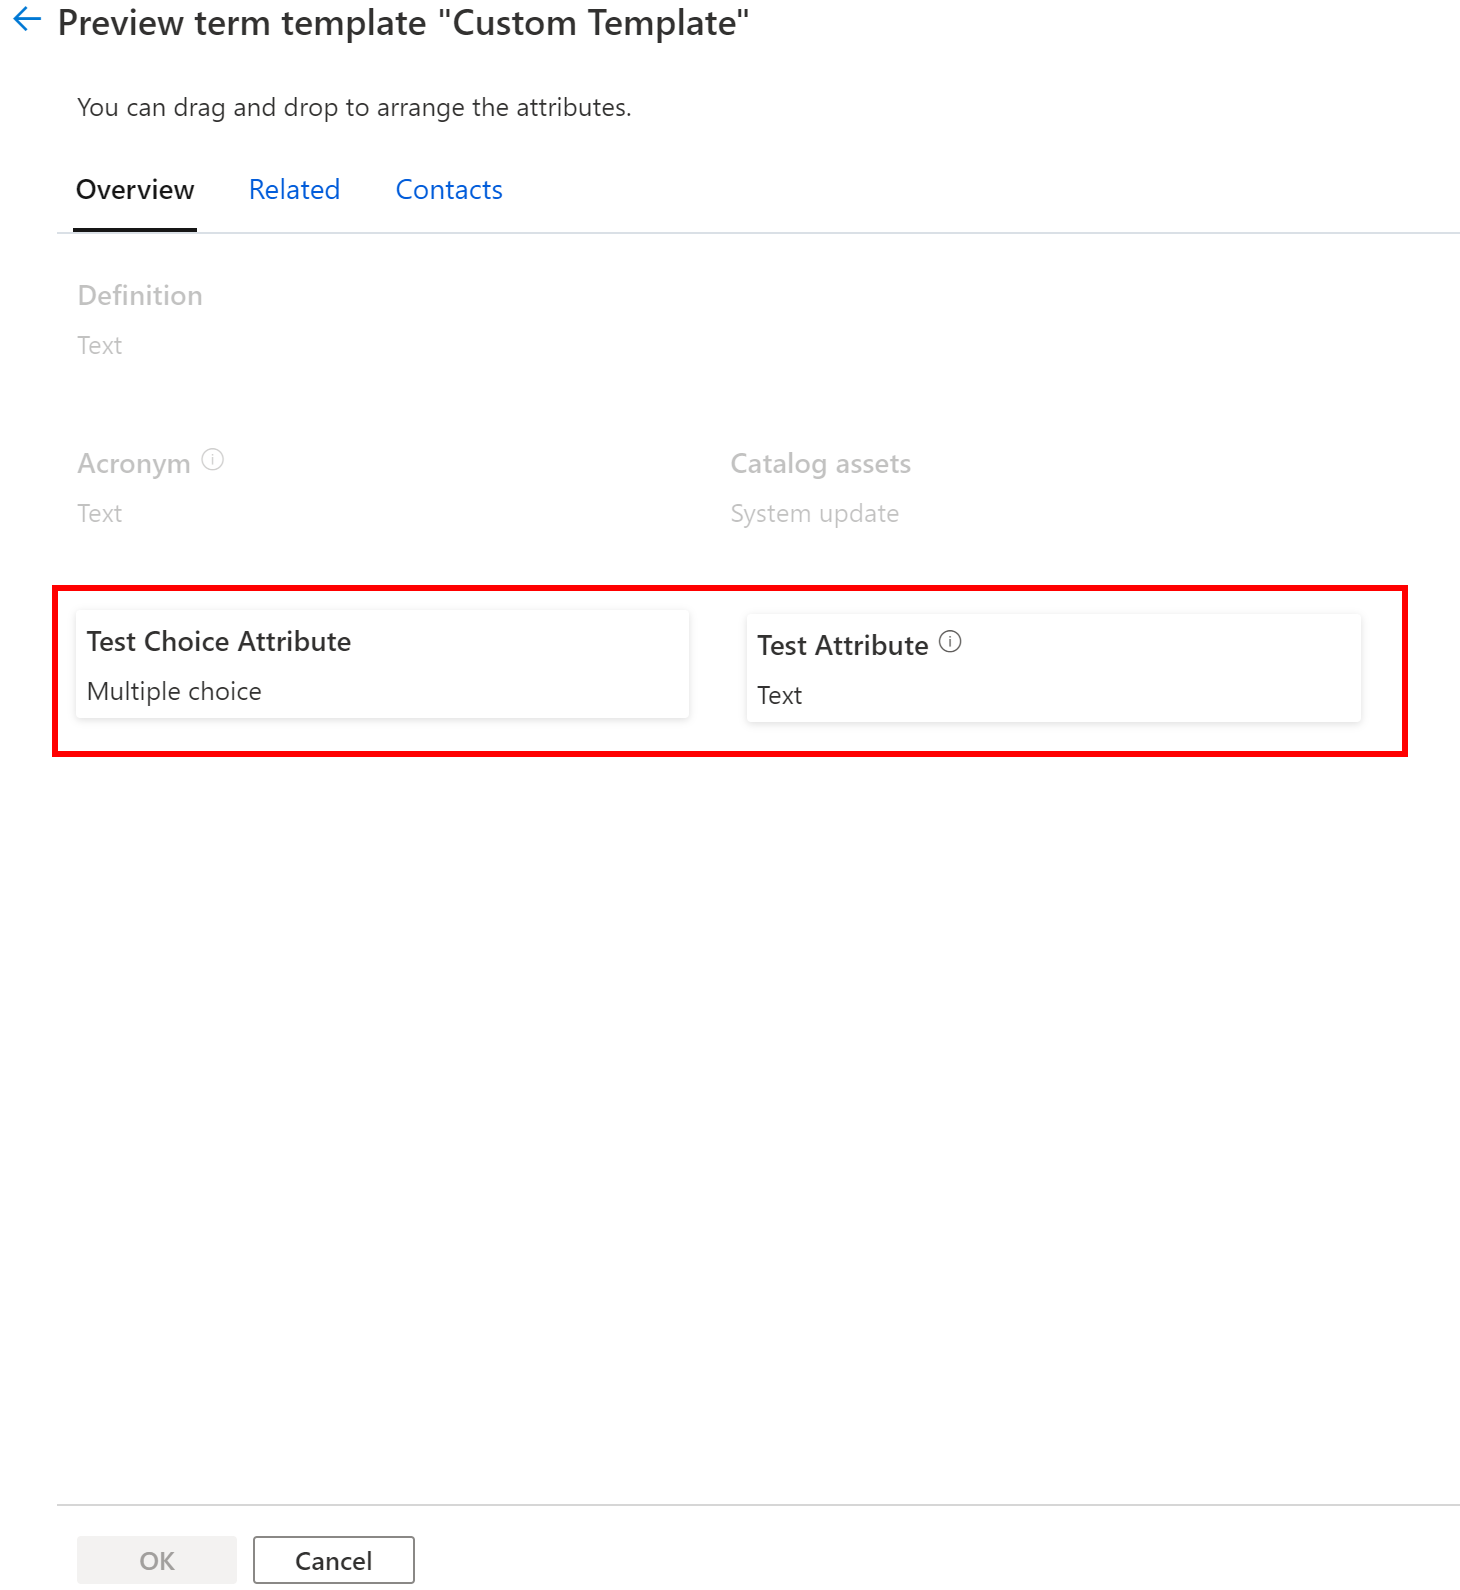 Preview term template "Custom Template"
You can drag and drop to arrange the attributes.
Overview Related Contacts
Definition
Text
Acronym Catalog assets
Text System update
Test Choice Attribute Test Attribute
Multiple choice Text
OK Cancel